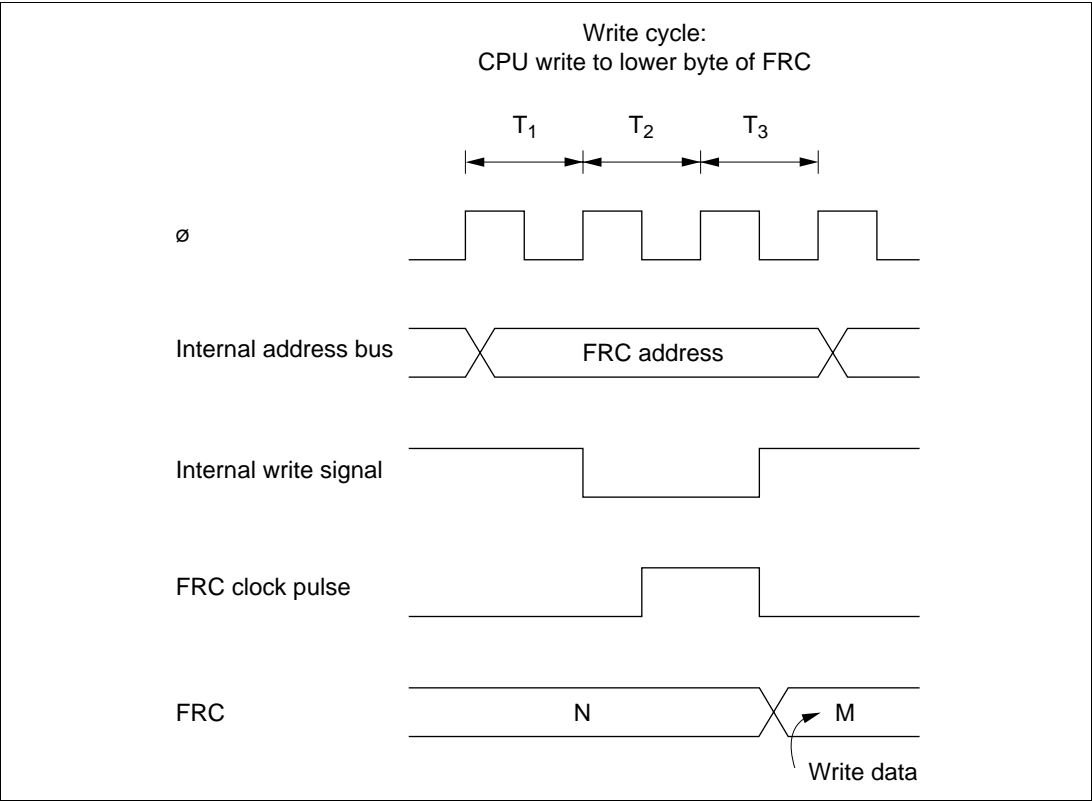 Write cycle:
CPU write to lower byte of FRC
T1 T2 T3
ø
Internal address bus
FRC address
Internal write signal
FRC clock pulse
FRC
N
M
Write data